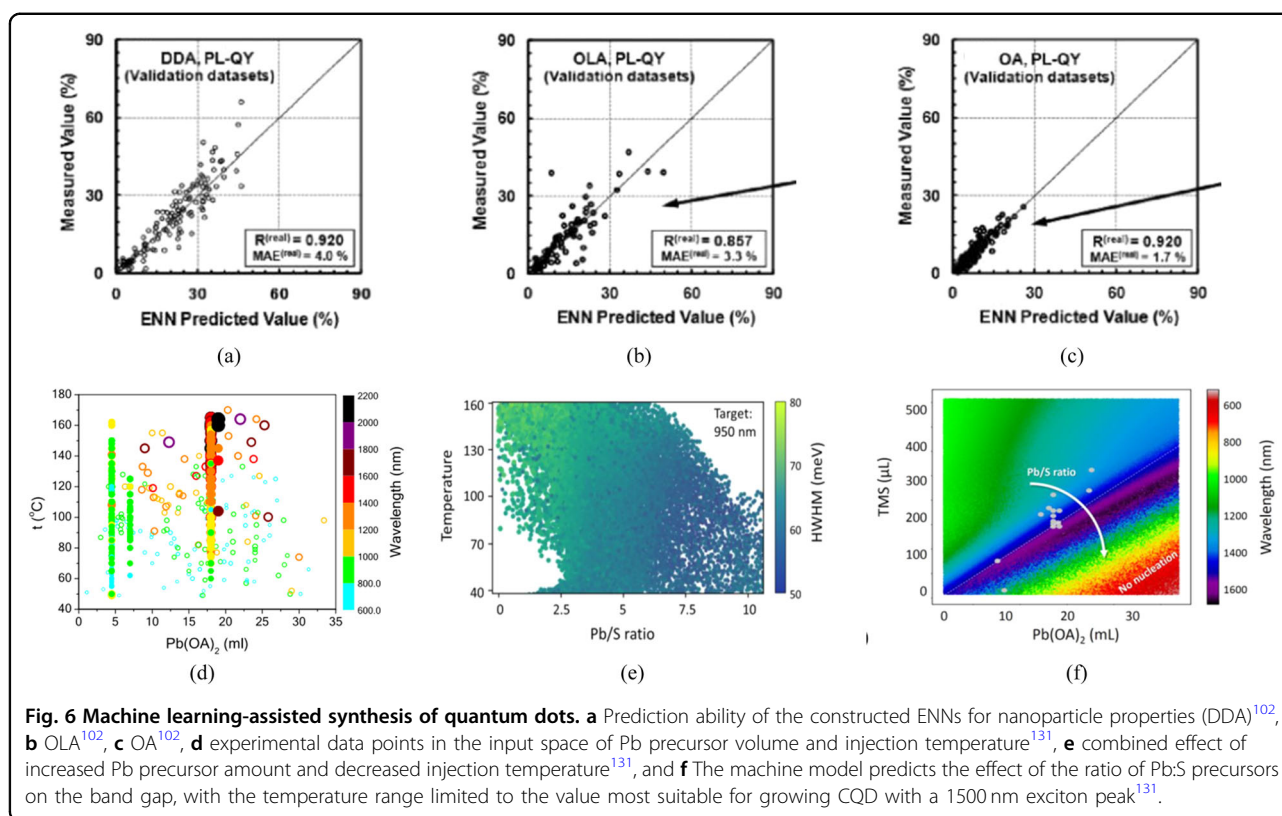 90
60
30
0
Measured Value (%)
DDA, PL-QY
(Validation datasets)
R(real) = 0.920
MAE(real) = 4.0 %
0 30 60 90
ENN Predicted Value (%)
(a)
90
60
30
0
Measured Value (%)
OLA, PL-QY
(Validation datasets)
R(real) = 0.857
MAE(real) = 3.3 %
0 30 60 90
ENN Predicted Value (%)
(b)
90
60
30
0
Measured Value (%)
OA, PL-QY
(Validation datasets)
R(real) = 0.920
MAE(real) = 1.7 %
0 30 60 90
ENN Predicted Value (%)
(c)
180
160
140
120
100
80
60
40
t (°C)
0 5 10 15 20 25 30 35
Pb(OA)2 (ml)
2200
2000
1800
1600
1400
1200
1000
800.0
600.0
Wavelength (nm)
(d)
160
130
100
70
40
Temperature
Target:
950 nm
0 2.5 5 7.5 10
Pb/S ratio
80
70
60
50
HWHM (meV)
(e)
500
400
300
200
100
0
TMS (µL)
Pb/S ratio
No nucleation
0 10 20 30
Pb(OA)2 (mL)
600
800
1000
1200
1400
1600
Wavelength (nm)
)
(f)
Fig. 6 Machine learning-assisted synthesis of quantum dots. a Prediction ability of the constructed ENNs for nanoparticle properties (DDA)102,
b OLA102, c OA102, d experimental data points in the input space of Pb precursor volume and injection temperature131, e combined effect of
increased Pb precursor amount and decreased injection temperature131, and f The machine model predicts the effect of the ratio of Pb:S precursors
on the band gap, with the temperature range limited to the value most suitable for growing CQD with a 1500 nm exciton peak131.